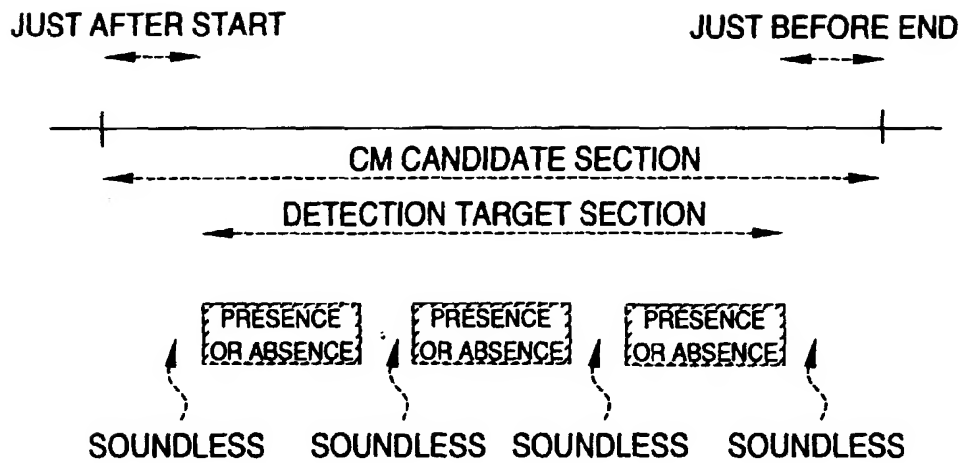 JUST AFTER START
JUST BEFORE END
CM CANDIDATE SECTION
DETECTION TARGET SECTION
PRESENCE OR ABSENCE
PRESENCE OR ABSENCE
PRESENCE OR ABSENCE
SOUNDLESS
SOUNDLESS
SOUNDLESS
SOUNDLESS